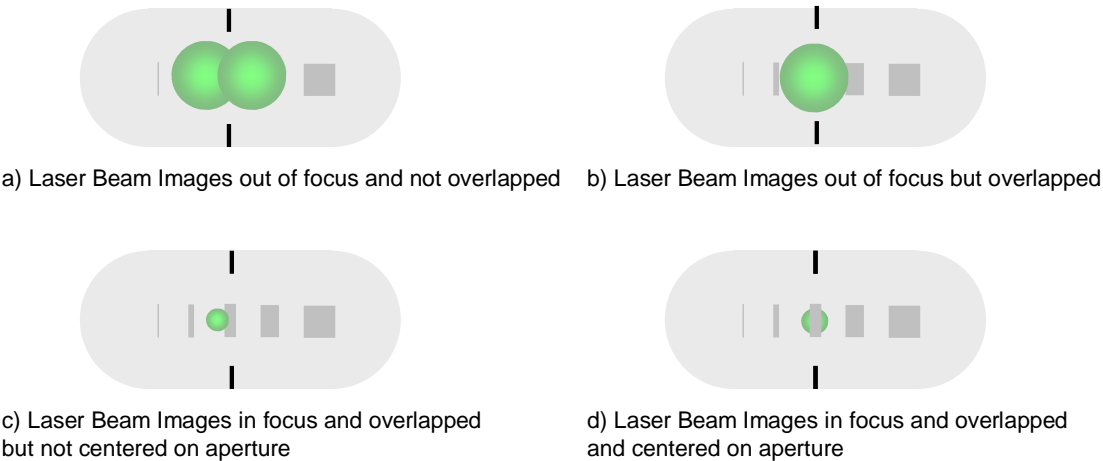 a) Laser Beam Images out of focus and not overlapped
b) Laser Beam Images out of focus but overlapped
c) Laser Beam Images in focus and overlapped
but not centered on aperture
d) Laser Beam Images in focus and overlapped
and centered on aperture